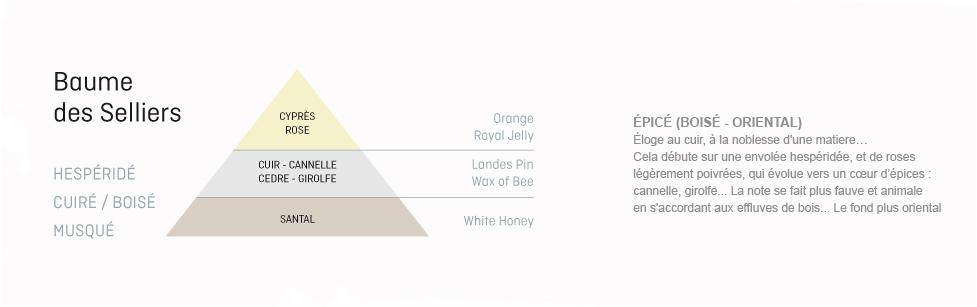 Baume
des Selliers
HESPÉRIDÉ
CUIRÉ / BOISÉ
MUSQUÉ
CYPRÈS
ROSE
CUIR - CANNELLE
CEDRE - GIROLFE
SANTAL
Orange
Royal Jelly
Landes Pin
Wax of Bee
White Honey
ÉPICÉ (BOISÉ - ORIENTAL)
Éloge au cuir, à la noblesse d'une matiere…
Cela débute sur une envolée hespéridée, et de roses
légèrement poivrées, qui évolue vers un cœur d'épices :
cannelle, girolfe... La note se fait plus fauve et animale
en s'accordant aux effluves de bois... Le fond plus oriental